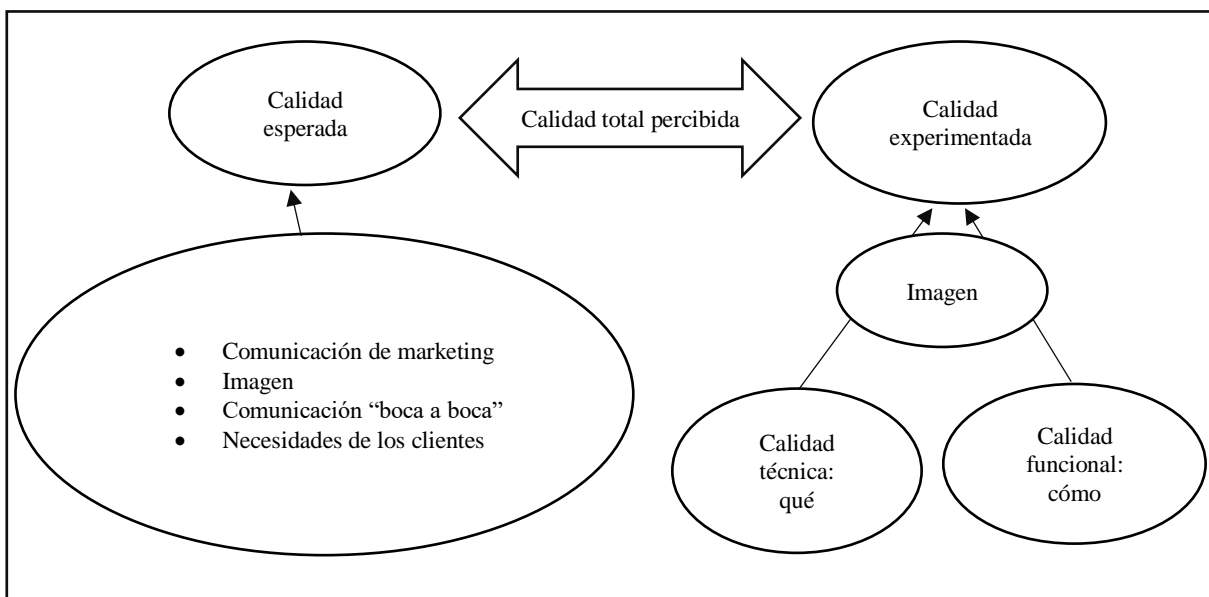 Calidad
esperada
Calidad total percibida
Calidad
experimentada
• Comunicación de marketing
• Imagen
• Comunicación “boca a boca”
• Necesidades de los clientes
Imagen
Calidad
técnica:
qué
Calidad
funcional:
cómo